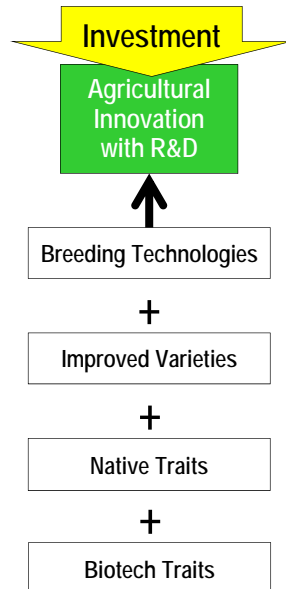 Investment
Agricultural
Innovation
with R&D
Breeding Technologies
+
Improved Varieties
+
Native Traits
+
Biotech Traits